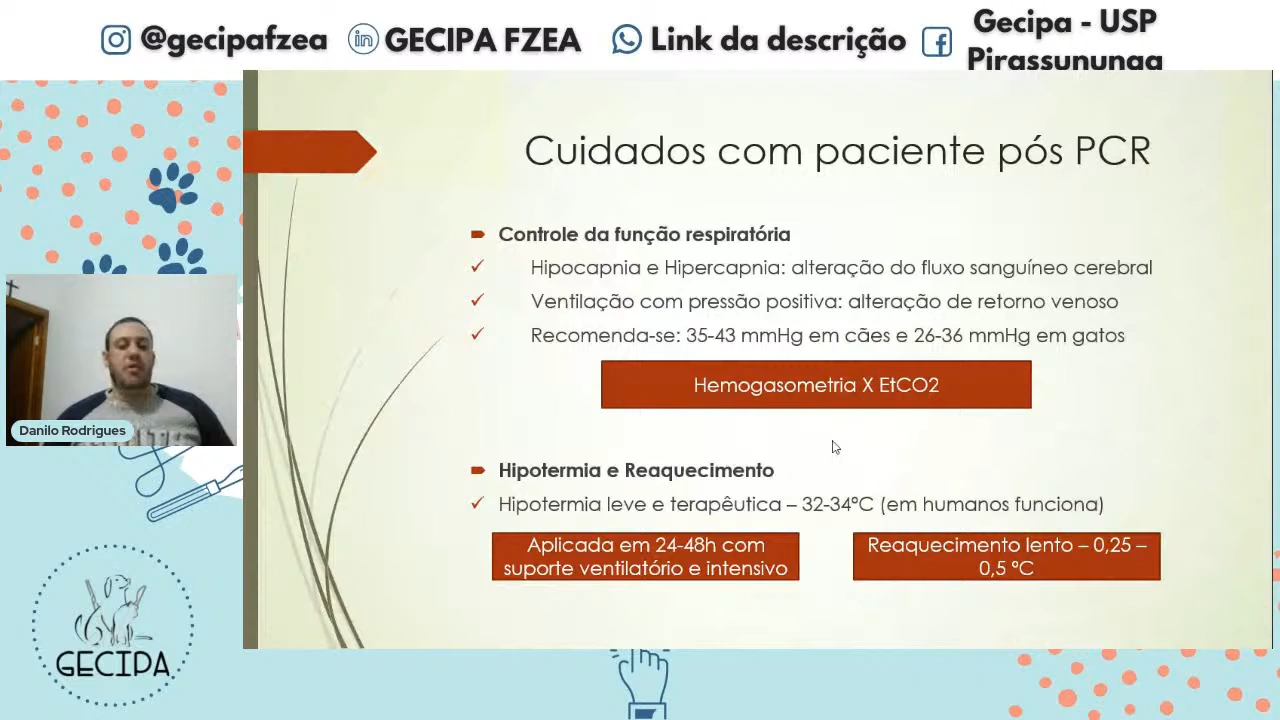 @gecipafzea
GECIPA FZEA
Link da descrição
Gecipa - USP
Pirassununga
Cuidados com paciente pós PCR
Controle da função respiratória
Hipocapnia e Hipercapnia: alteração do fluxo sanguíneo cerebral
Ventilação com pressão positiva: alteração de retorno venoso
Recomenda-se: 35-43 mmHg em cães e 26-36 mmHg em gatos
Hemogasometria X EtCO2
Hipotermia e Reaquecimento
Hipotermia leve e terapêutica – 32-34ºC (em humanos funciona)
Aplicada em 24-48h com
suporte ventilatório e intensivo
Reaquecimento lento – 0,25 –
0,5 ºC
Danilo Rodrigues
GECIPA